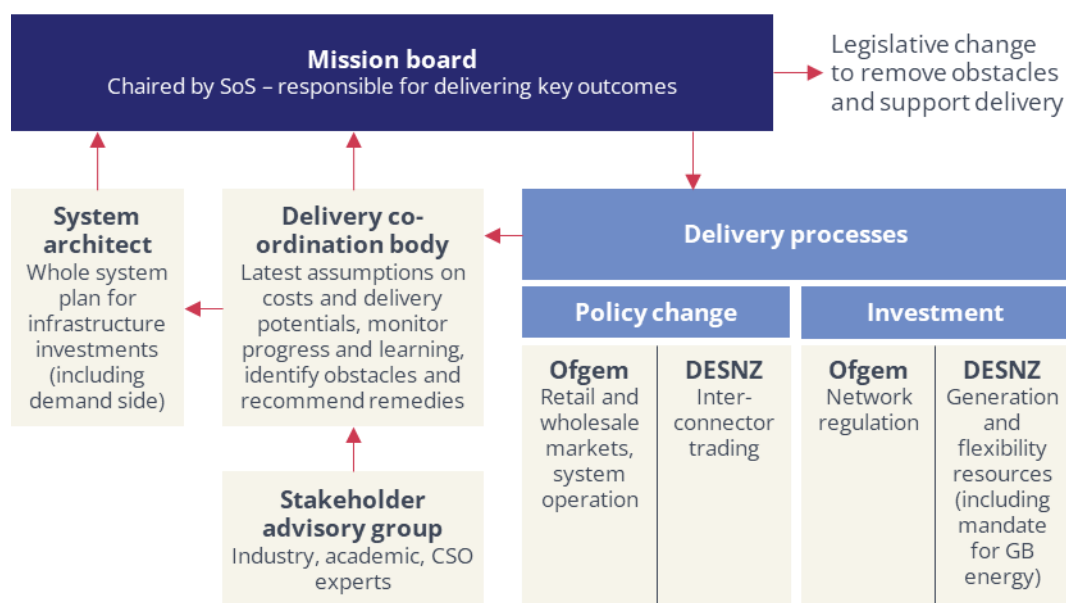 Mission board
Chaired by SoS – responsible for delivering key outcomes
Legislative change
to remove obstacles
and support delivery
System
architect
Whole system
plan for
infrastructure
investments
(including
demand side)
Delivery co-
ordination body
Latest assumptions on
costs and delivery
potentials, monitor
progress and learning,
identify obstacles and
recommend remedies
Stakeholder
advisory group
Industry, academic, CSO
experts
Delivery processes
Policy change
Ofgem
Retail and
wholesale
markets,
system
operation
DESNZ
Inter-
connector
trading
Investment
Ofgem
Network
regulation
DESNZ
Generation
and
flexibility
resources
(including
mandate
for GB
energy)